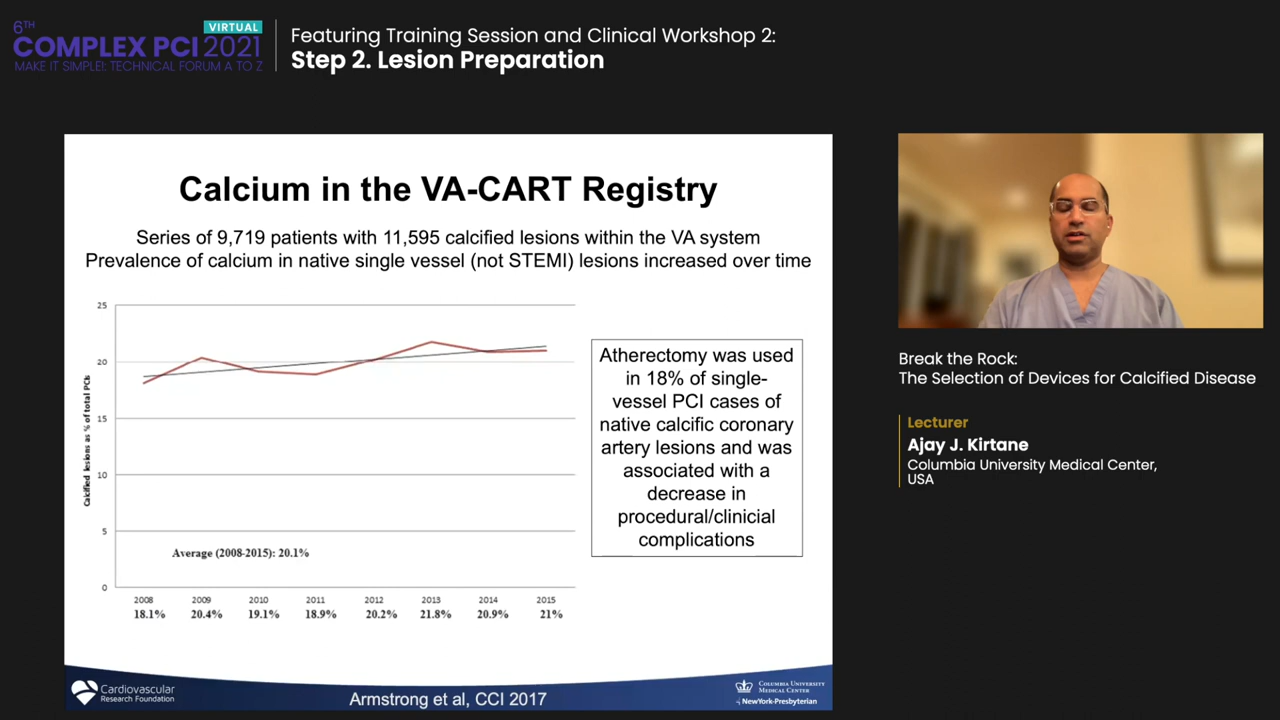 6TH
VIRTUAL
COMPLEX PCI 2021
MAKE IT SIMPLE!: TECHNICAL FORUM A TO Z
Featuring Training Session and Clinical Workshop 2:
Step 2. Lesion Preparation
Calcium in the VA-CART Registry
Series of 9,719 patients with 11,595 calcified lesions within the VA system
Prevalence of calcium in native single vessel (not STEMI) lesions increased over time
Calcified lesions as % of total PCIs
25
20
15
10
5
0
Average (2008-2015): 20.1%
2008 2009 2010 2011 2012 2013 2014 2015
18.1% 20.4% 19.1% 18.9% 20.2% 21.8% 20.9% 21%
Atherectomy was used
in 18% of single-
vessel PCI cases of
native calcific coronary
artery lesions and was
associated with a
decrease in
procedural/clinicial
complications
Cardiovascular
Research Foundation
Armstrong et al, CCI 2017
COLUMBIA UNIVERSITY
MEDICAL CENTER
NewYork-Presbyterian
Break the Rock:
The Selection of Devices for Calcified Disease
Lecturer
Ajay J. Kirtane
Columbia University Medical Center,
USA